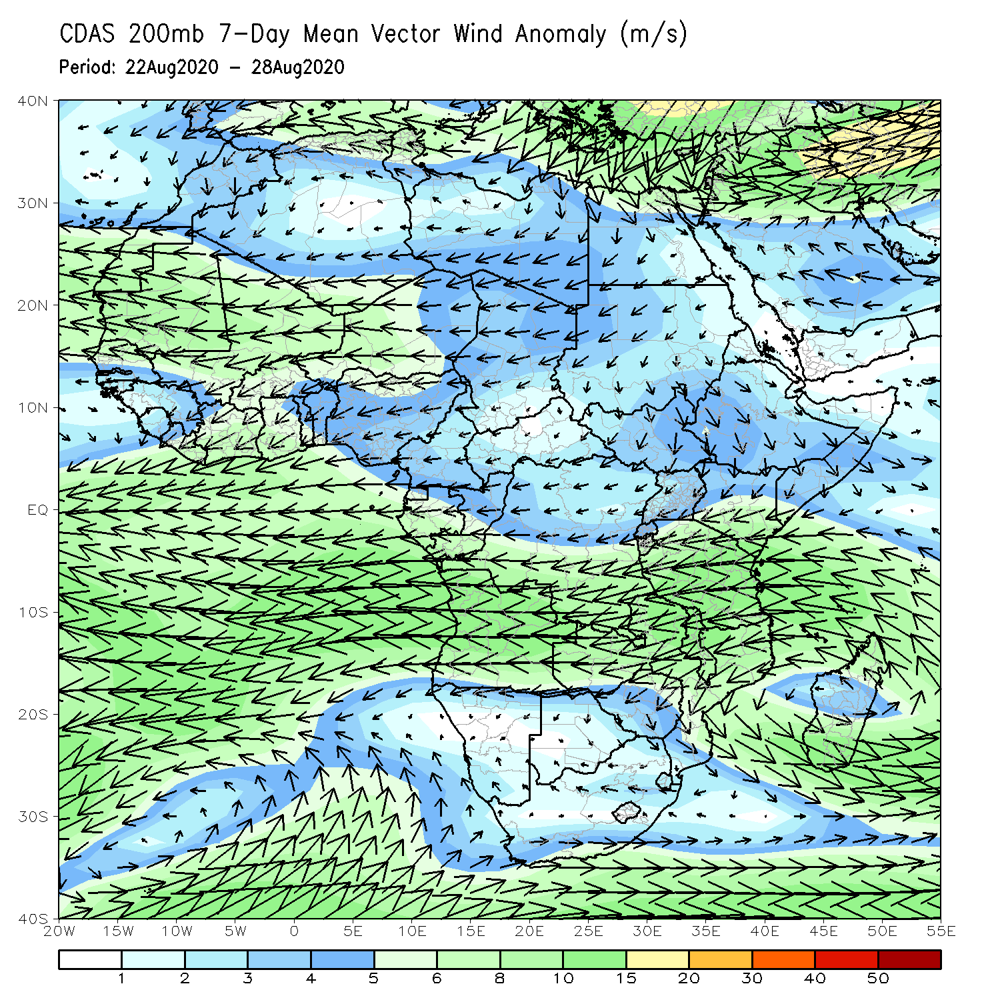 CDAS 200mb 7-Day Mean Vector Wind Anomaly (m/s)
Period: 22Aug2020 - 28Aug2020
40N
30N
20N
10N
EQ
10S
20S
30S
40S
20W 15W 10W 5W 0 5E 10E 15E 20E 25E 30E 35E 40E 45E 50E 55E
1 2 3 4 5 6 8 10 15 20 30 40 50